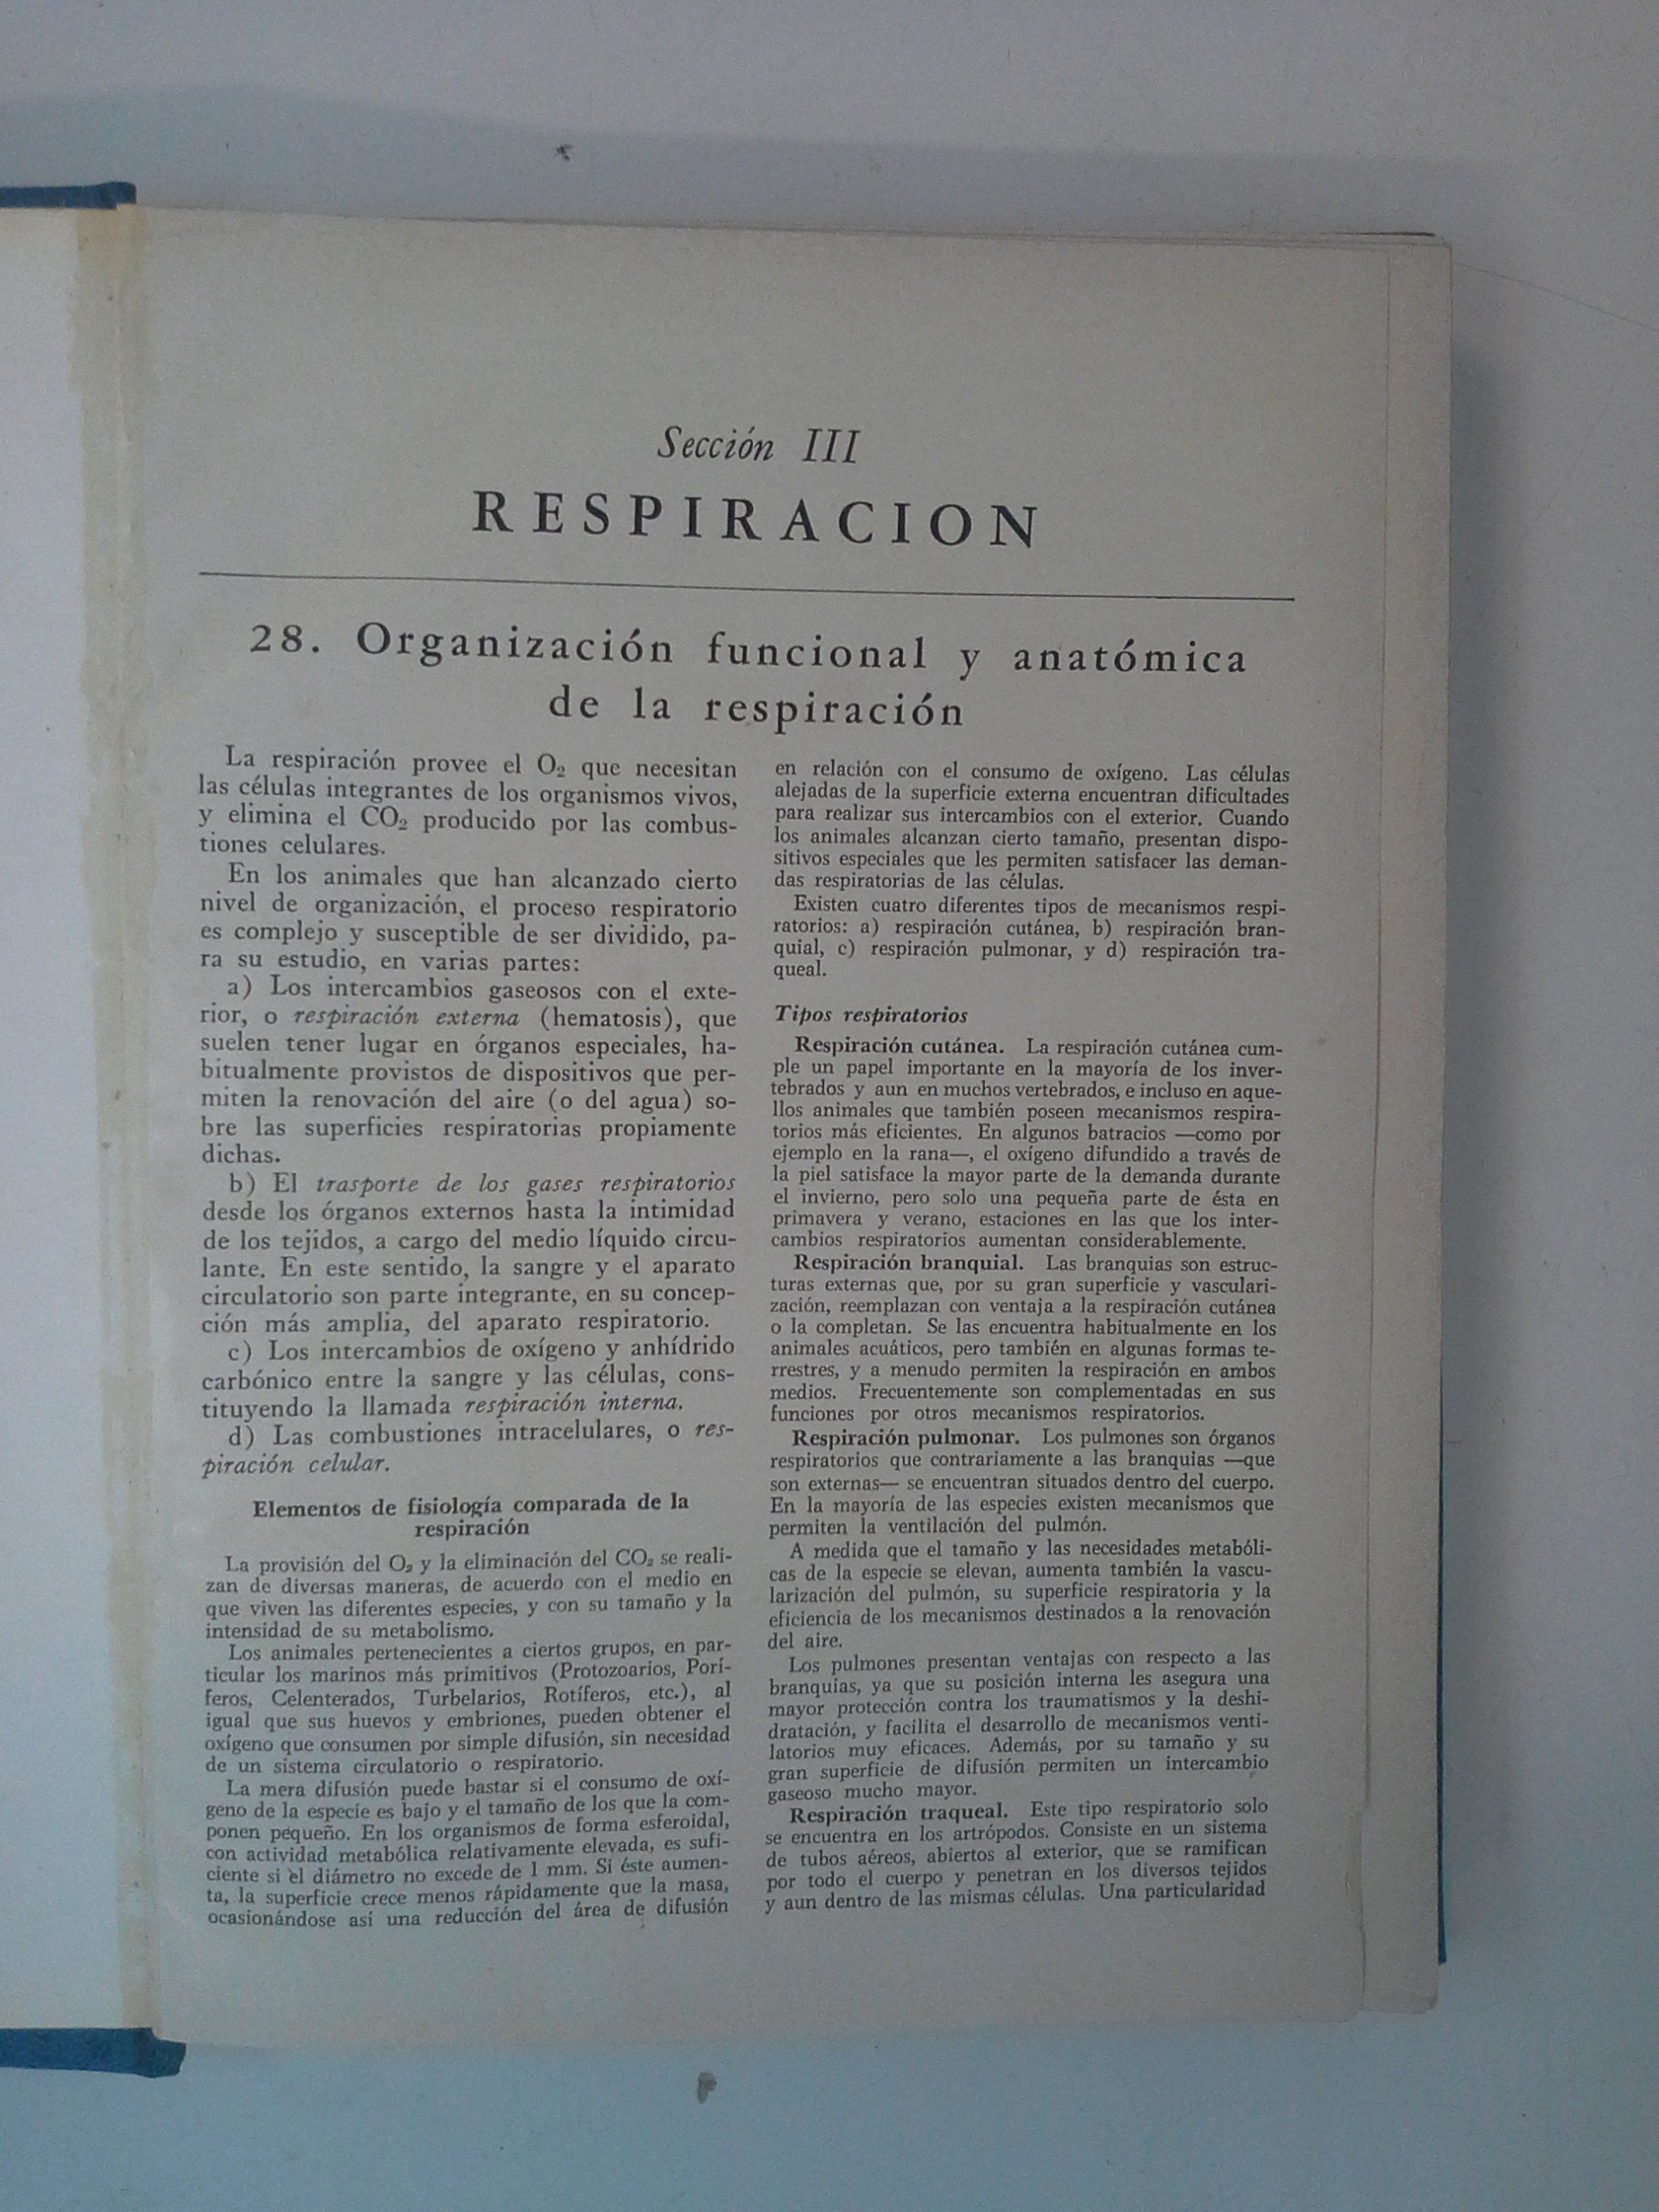 Sección III
RESPIRACION
28. Organización funcional y anatómica
de la respiración
La respiración provee el O₂ que necesitan
las células integrantes de los organismos vivos,
y elimina el CO₂ producido por las combus-
tiones celulares.
En los animales que han alcanzado cierto
nivel de organización, el proceso respiratorio
es complejo y susceptible de ser dividido, pa-
ra su estudio, en varias partes:
a) Los intercambios gaseosos con el exte-
rior, o respiración externa (hematosis), que
suelen tener lugar en órganos especiales, ha-
bitualmente provistos de dispositivos que per-
miten la renovación del aire (o del agua) so-
bre las superficies respiratorias propiamente
dichas.
b) El trasporte de los gases respiratorios
desde los órganos externos hasta la intimidad
de los tejidos, a cargo del medio líquido circu-
lante. En este sentido, la sangre y el aparato
circulatorio son parte integrante, en su concep-
ción más amplia, del aparato respiratorio.
c) Los intercambios de oxígeno y anhídrido
carbónico entre la sangre y las células, cons-
tituyendo la llamada respiración interna.
d) Las combustiones intracelulares, o res-
piración celular.
Elementos de fisiología comparada de la
respiración
La provisión del O₂ y la eliminación del CO₂ se reali-
zan de diversas maneras, de acuerdo con el medio en
que viven las diferentes especies, y con su tamaño y la
intensidad de su metabolismo.
Los animales pertenecientes a ciertos grupos, en par-
ticular los marinos más primitivos (Protozoarios, Porí-
feros, Celenterados, Turbelarios, Rotíferos, etc.), al
igual que sus huevos y embriones, pueden obtener el
oxígeno que consumen por simple difusión, sin necesidad
de un sistema circulatorio o respiratorio.
La mera difusión puede bastar si el consumo de oxí-
geno de la especie es bajo y el tamaño de los que la com-
ponen pequeño. En los organismos de forma esferoidal,
con actividad metabólica relativamente elevada, es sufi-
ciente si el diámetro no excede de 1 mm. Si éste aumen-
ta, la superficie crece menos rápidamente que la masa,
ocasionándose así una reducción del área de difusión
en relación con el consumo de oxígeno. Las células
alejadas de la superficie externa encuentran dificultades
para realizar sus intercambios con el exterior. Cuando
los animales alcanzan cierto tamaño, presentan dispo-
sitivos especiales que les permiten satisfacer las deman-
das respiratorias de las células.
Existen cuatro diferentes tipos de mecanismos respi-
ratorios: a) respiración cutánea, b) respiración bran-
quial, c) respiración pulmonar, y d) respiración tra-
queal.
Tipos respiratorios
Respiración cutánea. La respiración cutánea cum-
ple un papel importante en la mayoría de los inver-
tebrados y aun en muchos vertebrados, e incluso en aque-
llos animales que también poseen mecanismos respira-
torios más eficientes. En algunos batracios —como por
ejemplo en la rana—, el oxígeno difundido a través de
la piel satisface la mayor parte de la demanda durante
el invierno, pero solo una pequeña parte de ésta en
primavera y verano, estaciones en las que los inter-
cambios respiratorios aumentan considerablemente.
Respiración branquial. Las branquias son estruc-
turas externas que, por su gran superficie y vasculari-
zación, reemplazan con ventaja a la respiración cutánea
o la completan. Se las encuentra habitualmente en los
animales acuáticos, pero también en algunas formas te-
rrestres, y a menudo permiten la respiración en ambos
medios. Frecuentemente son complementadas en sus
funciones por otros mecanismos respiratorios.
Respiración pulmonar. Los pulmones son órganos
respiratorios que contrariamente a las branquias —que
son externas— se encuentran situados dentro del cuerpo.
En la mayoría de las especies existen mecanismos que
permiten la ventilación del pulmón.
A medida que el tamaño y las necesidades metabóli-
cas de la especie se elevan, aumenta también la vascu-
larización del pulmón, su superficie respiratoria y la
eficiencia de los mecanismos destinados a la renovación
del aire.
Los pulmones presentan ventajas con respecto a las
branquias, ya que su posición interna les asegura una
mayor protección contra los traumatismos y la deshi-
dratación, y facilita el desarrollo de mecanismos venti-
latorios muy eficaces. Además, por su tamaño y su
gran superficie de difusión permiten un intercambio
gaseoso mucho mayor.
Respiración traqueal. Este tipo respiratorio solo
se encuentra en los artrópodos. Consiste en un sistema
de tubos aéreos, abiertos al exterior, que se ramifican
por todo el cuerpo y penetran en los diversos tejidos
y aun dentro de las mismas células. Una particularidad